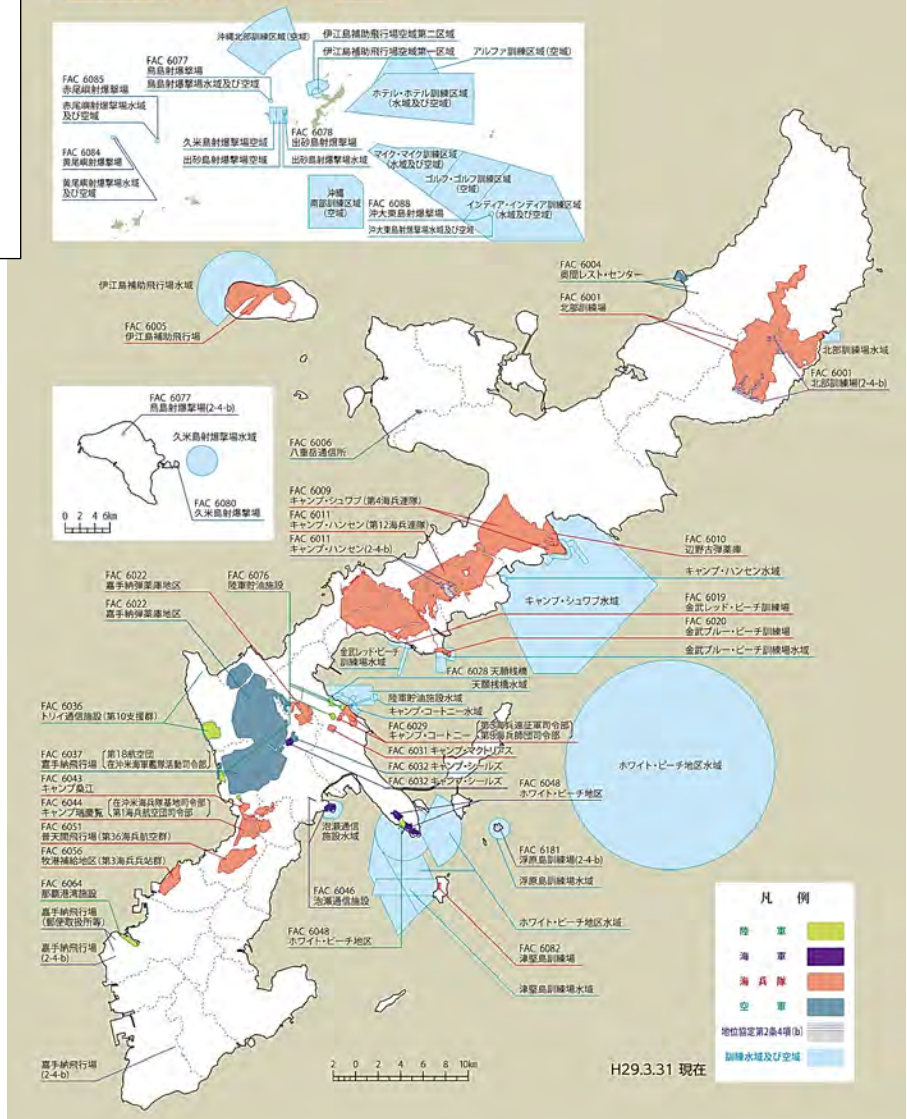 沖縄北部訓練区域(空域)
伊江島補助飛行場空域第二区域
伊江島補助飛行場空域第一区域
アルファ訓練区域(空域)
FAC 6077
鳥島射爆撃場
鳥島射爆撃場水域及び空域
FAC 6085
赤尾嶼射爆撃場
赤尾嶼射爆撃場水域
及び空域
ホテル・ホテル訓練区域
(水域及び空域)
FAC 6084
黄尾嶼射爆撃場
黄尾嶼射爆撃場水域
及び空域
久米島射爆撃場空域
出砂島射爆撃場空域
FAC 6078
出砂島射爆撃場
出砂島射爆撃場水域
マイク・マイク訓練区域
(水域及び空域)
ゴルフ・ゴルフ訓練区域
(空域)
沖縄
南部訓練区域
(空域)
FAC 6088
沖大東島射爆撃場
沖大東島射爆撃場水域及び空域
インディア・インディア訓練区域
(水域及び空域)
伊江島補助飛行場水域
FAC 6005
伊江島補助飛行場
FAC 6004
奥間レスト・センター
FAC 6001
北部訓練場
北部訓練場水域
FAC 6001
北部訓練場(2-4-b)
FAC 6077
鳥島射爆撃場(2-4-b)
久米島射爆撃場水域
FAC 6080
久米島射爆撃場
0 2 4 6km
FAC 6006
八重岳通信所
FAC 6009
キャンプ・シュワブ(第4海兵連隊)
FAC 6011
キャンプ・ハンセン(第12海兵連隊)
FAC 6011
キャンプ・ハンセン(2-4-b)
FAC 6010
辺野古弾薬庫
キャンプ・ハンセン水域
キャンプ・シュワブ水域
FAC 6019
金武レッド・ビーチ訓練場
FAC 6020
金武ブルー・ビーチ訓練場
金武ブルー・ビーチ訓練場水域
金武レッド・ビーチ
訓練場水域
FAC 6022
嘉手納弾薬庫地区
FAC 6076
陸軍貯油施設
FAC 6022
嘉手納弾薬庫地区
FAC 6028 天願桟橋
天願桟橋水域
陸軍貯油施設水域
キャンプ・コートニー水域
FAC 6029
キャンプ・コートニー
第3海兵遠征軍司令部
第3海兵師団司令部
FAC 6031 キャンプ・マクトリアス
FAC 6032 キャンプ・シールズ
FAC 6032 キャンプ・シールズ
FAC 6048
ホワイト・ビーチ地区
ホワイト・ビーチ地区水域
FAC 6036
トリイ通信施設(第10支援群)
FAC 6037
嘉手納飛行場
第18航空団
在沖米海軍艦隊活動司令部
FAC 6043
キャンプ桑江
FAC 6044
キャンプ瑞慶覧
在沖米海兵隊基地司令部
第1海兵航空団司令部
FAC 6051
普天間飛行場(第36海兵航空群)
FAC 6056
牧港補給地区(第3海兵兵站群)
FAC 6064
那覇港湾施設
嘉手納飛行場
(郵便取扱所等)
嘉手納飛行場
(2-4-b)
嘉手納飛行場
(2-4-b)
泡瀬通信
施設水域
FAC 6046
泡瀬通信施設
FAC 6048
ホワイト・ビーチ地区
FAC 6181
浮原島訓練場(2-4-b)
浮原島訓練場水域
ホワイト・ビーチ地区水域
FAC 6082
津堅島訓練場
津堅島訓練場水域
凡 例
陸 軍
海 軍
海 兵 隊
空 軍
地位協定第2条4項(b)
訓練水域及び空域
2 0 2 4 6 8 10km
H29.3.31 現在